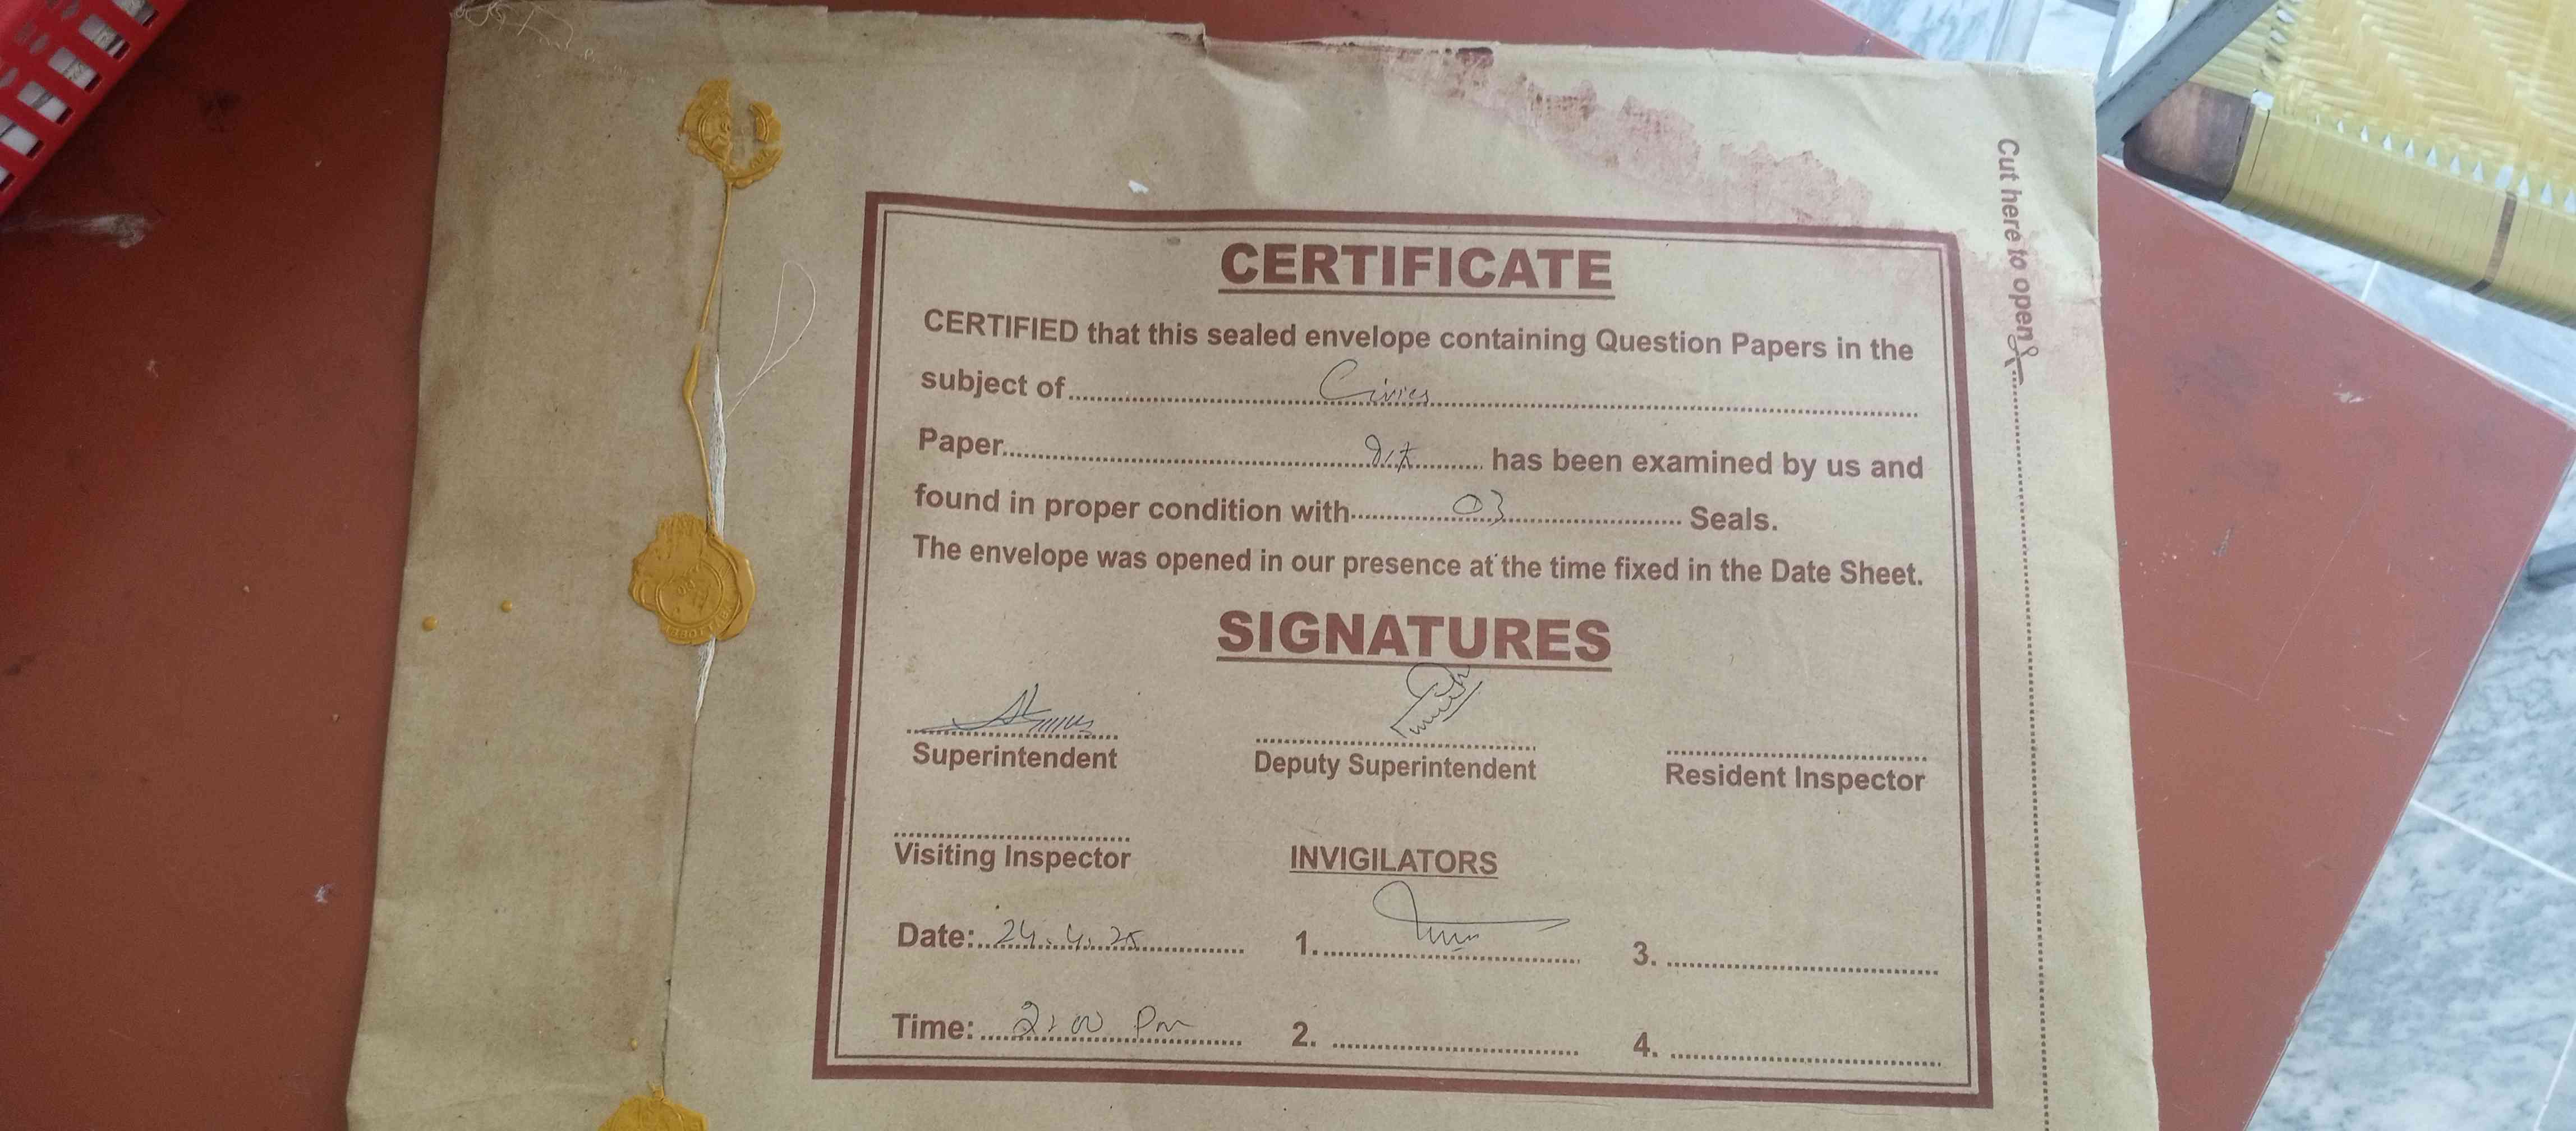 Cut here to open
CERTIFICATE
CERTIFIED that this sealed envelope containing Question Papers in the
subject of Civics
Paper Ist has been examined by us and
found in proper condition with 03 Seals.
The envelope was opened in our presence at the time fixed in the Date Sheet.
SIGNATURES
Superintendent Deputy Superintendent Resident Inspector
Visiting Inspector INVIGILATORS
Date: 24.4.25 1. 3.
Time: 2:00 Pm 2. 4.